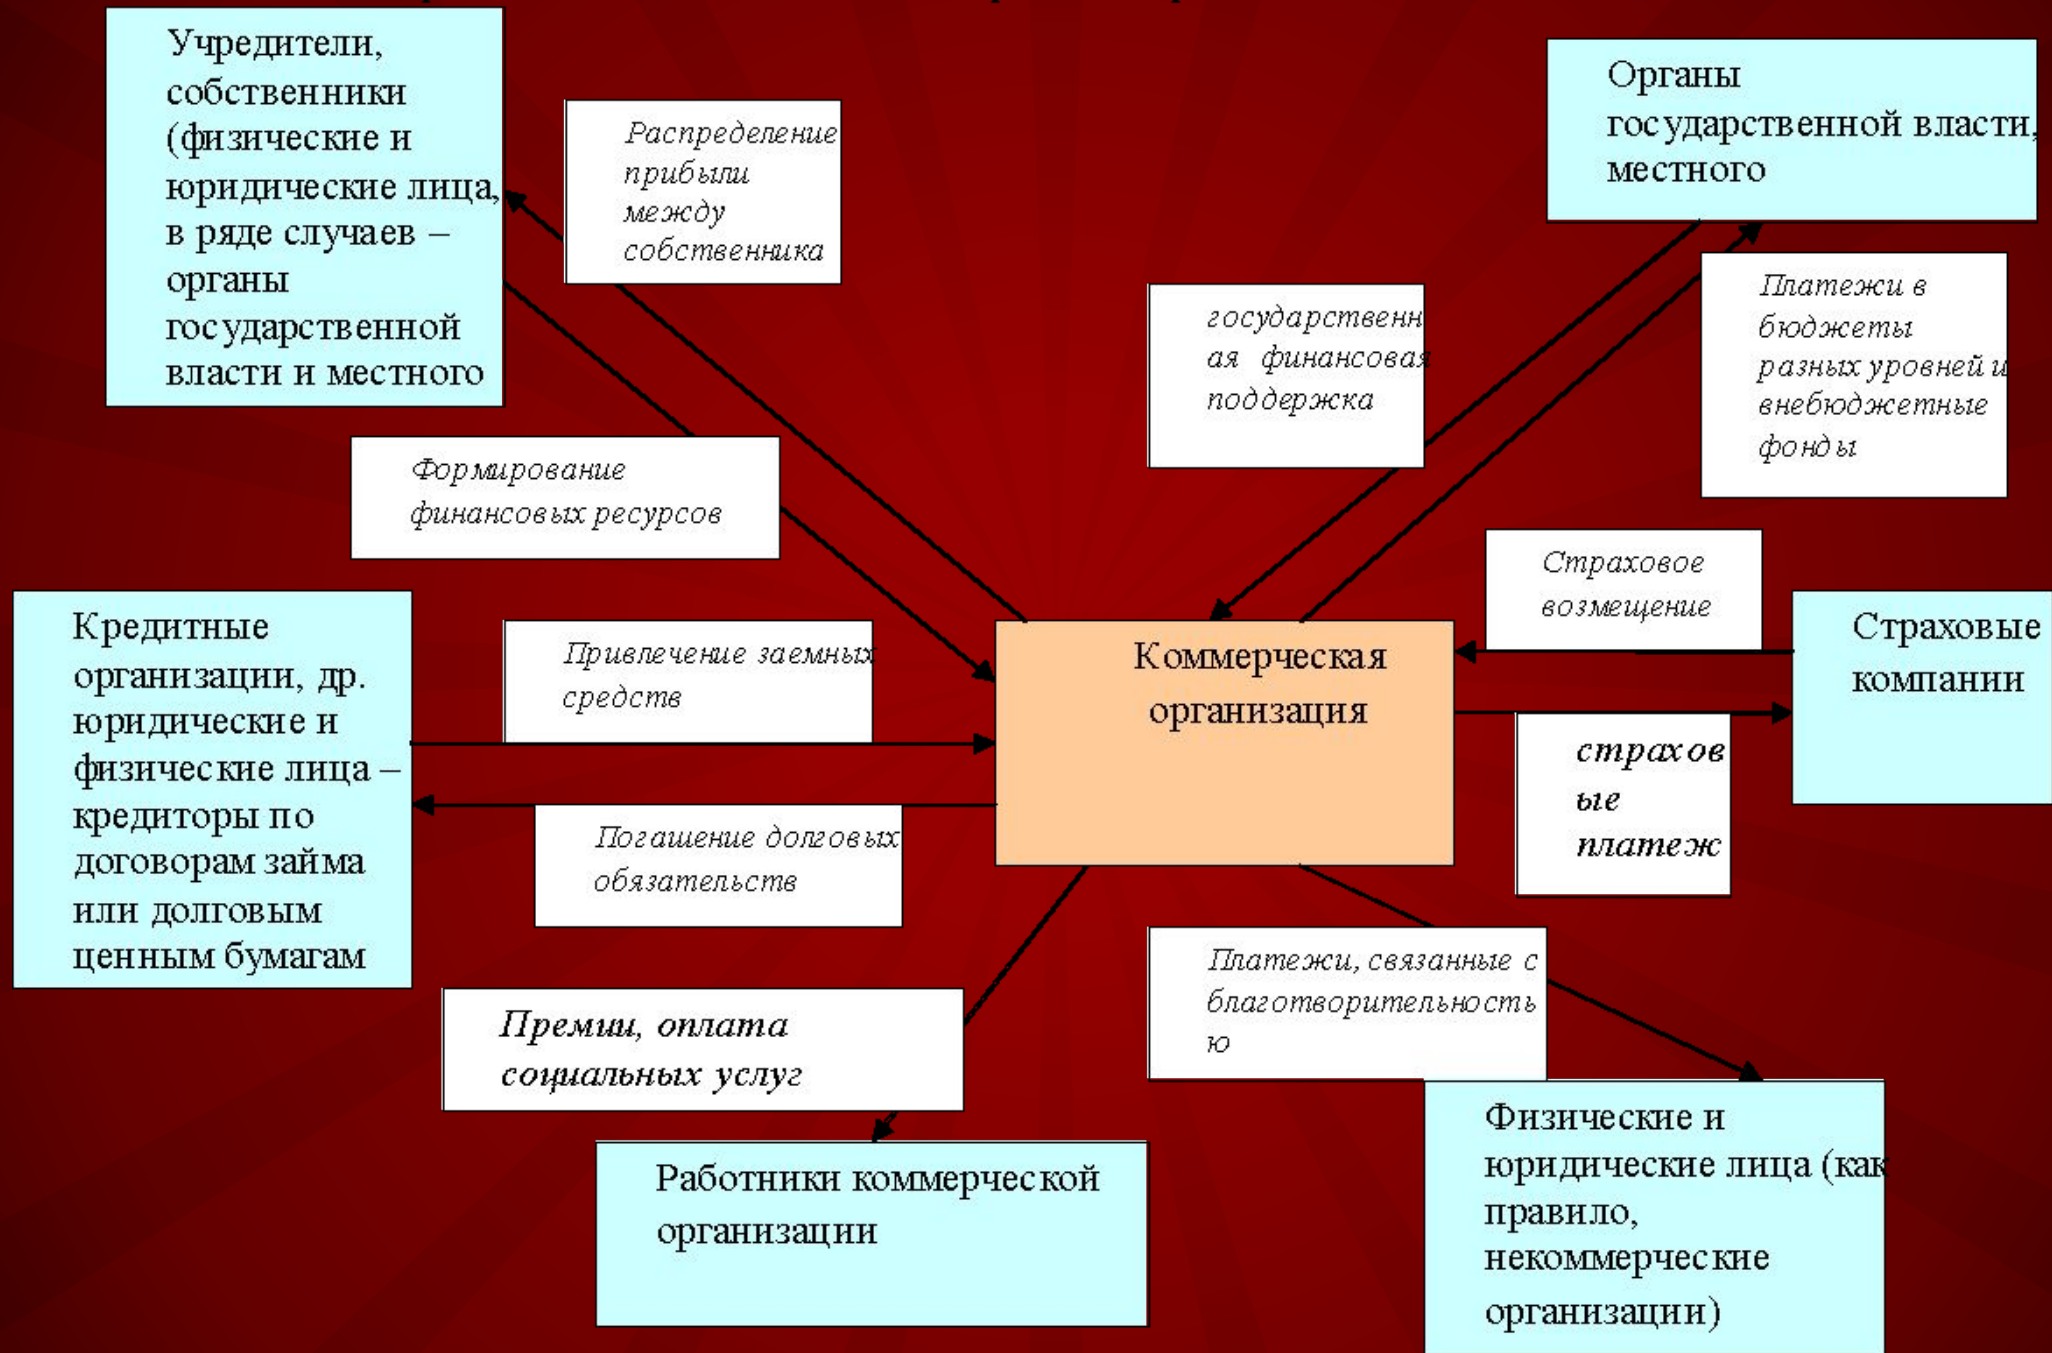 Учредители,
собственники
(физические и
юридические лица,
в ряде случаев –
органы
государственной
власти и местного
Распределение
прибыли
между
собственника
Органы
государственной власти,
местного
государственн
ая финансовая
поддержка
Платежи в
бюджеты
разных уровней и
внебюджетные
фонды
Формирование
финансовых ресурсов
Страховое
возмещение
Кредитные
организации, др.
юридические и
физические лица –
кредиторы по
договорам займа
или долговым
ценным бумагам
Привлечение заемных
средств
Коммерческая
организация
Страховые
компании
страхов
ые
платеж
Погашение долговых
обязательств
Платежи, связанные с
благотворительность
ю
Премии, оплата
социальных услуг
Работники коммерческой
организации
Физические и
юридические лица (как
правило,
некоммерческие
организации)